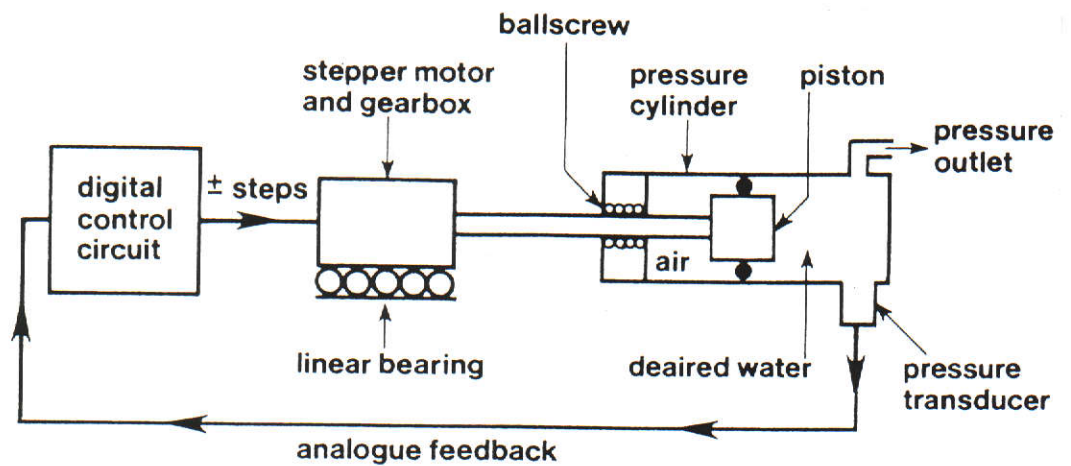 ballscrew
stepper motor
and gearbox
pressure
cylinder
piston
pressure
outlet
digital
control
circuit
± steps
air
linear bearing
deaired water
pressure
transducer
analogue feedback